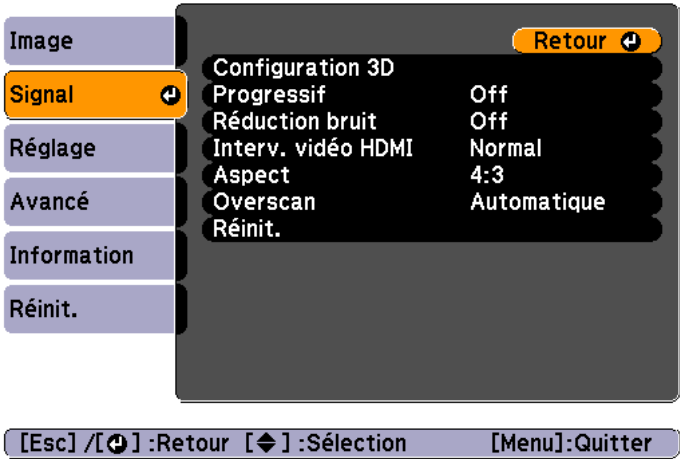 Image
Signal
Réglage
Avancé
Information
Réinit.
Retour
Configuration 3D
Progressif Off
Réduction bruit Off
Interv. vidéo HDMI Normal
Aspect 4:3
Overscan Automatique
Réinit.
[Esc] /[⏎] :Retour [◆] :Sélection [Menu]:Quitter